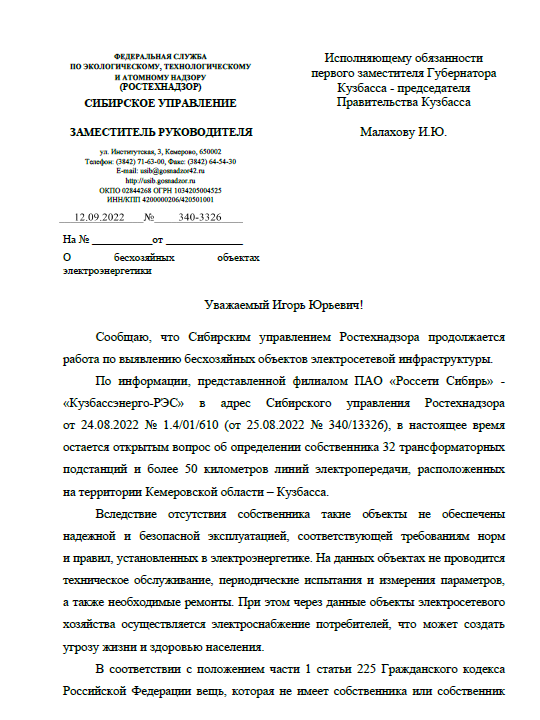 ФЕДЕРАЛЬНАЯ СЛУЖБА
ПО ЭКОЛОГИЧЕСКОМУ, ТЕХНОЛОГИЧЕСКОМУ
И АТОМНОМУ НАДЗОРУ
(РОСТЕХНАДЗОР)
СИБИРСКОЕ УПРАВЛЕНИЕ
ЗАМЕСТИТЕЛЬ РУКОВОДИТЕЛЯ
ул. Институтская, 3, Кемерово, 650002
Телефон: (3842) 71-63-00, Факс: (3842) 64-54-30
E-mail: usib@gosnadzor42.ru
http://usib.gosnadzor.ru
ОКПО 02844268 ОГРН 1034205004525
ИНН/КПП 4200000206/420501001
12.09.2022 № 340-3326
На № ___________от ______________
О бесхозяйных объектах
электроэнергетики
Исполняющему обязанности
первого заместителя Губернатора
Кузбасса - председателя
Правительства Кузбасса
Малахову И.Ю.
Уважаемый Игорь Юрьевич!
Сообщаю, что Сибирским управлением Ростехнадзора продолжается
работа по выявлению бесхозяйных объектов электросетевой инфраструктуры.
По информации, представленной филиалом ПАО «Россети Сибирь» -
«Кузбассэнерго-РЭС» в адрес Сибирского управления Ростехнадзора
от 24.08.2022 № 1.4/01/610 (от 25.08.2022 № 340/13326), в настоящее время
остается открытым вопрос об определении собственника 32 трансформаторных
подстанций и более 50 километров линий электропередачи, расположенных
на территории Кемеровской области – Кузбасса.
Вследствие отсутствия собственника такие объекты не обеспечены
надежной и безопасной эксплуатацией, соответствующей требованиям норм
и правил, установленных в электроэнергетике. На данных объектах не проводится
техническое обслуживание, периодические испытания и измерения параметров,
а также необходимые ремонты. При этом через данные объекты электросетевого
хозяйства осуществляется электроснабжение потребителей, что может создать
угрозу жизни и здоровью населения.
В соответствии с положением части 1 статьи 225 Гражданского кодекса
Российской Федерации вещь, которая не имеет собственника или собственник